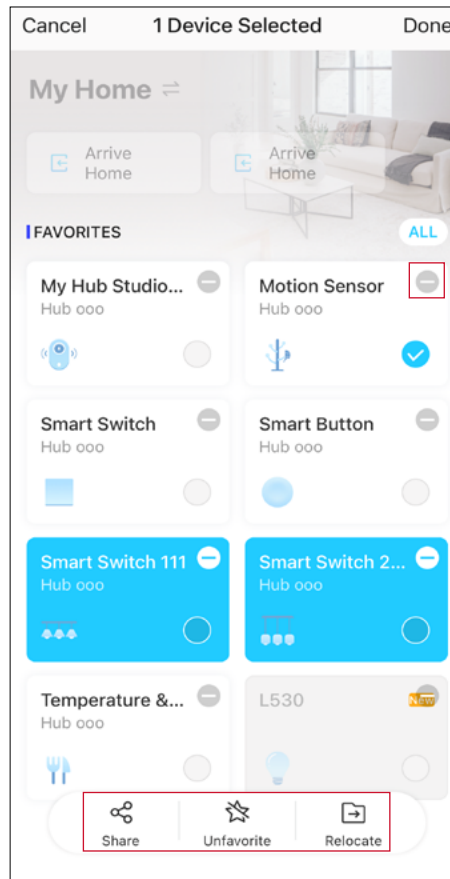 Cancel 1 Device Selected Done
My Home
Arrive Home
Arrive Home
FAVORITES ALL
My Hub Studio...
Hub ooo
Motion Sensor
Hub ooo
Smart Switch
Hub ooo
Smart Button
Hub ooo
Smart Switch 111
Hub ooo
Smart Switch 2...
Hub ooo
Temperature &...
Hub ooo
L530 New
Share Unfavorite Relocate